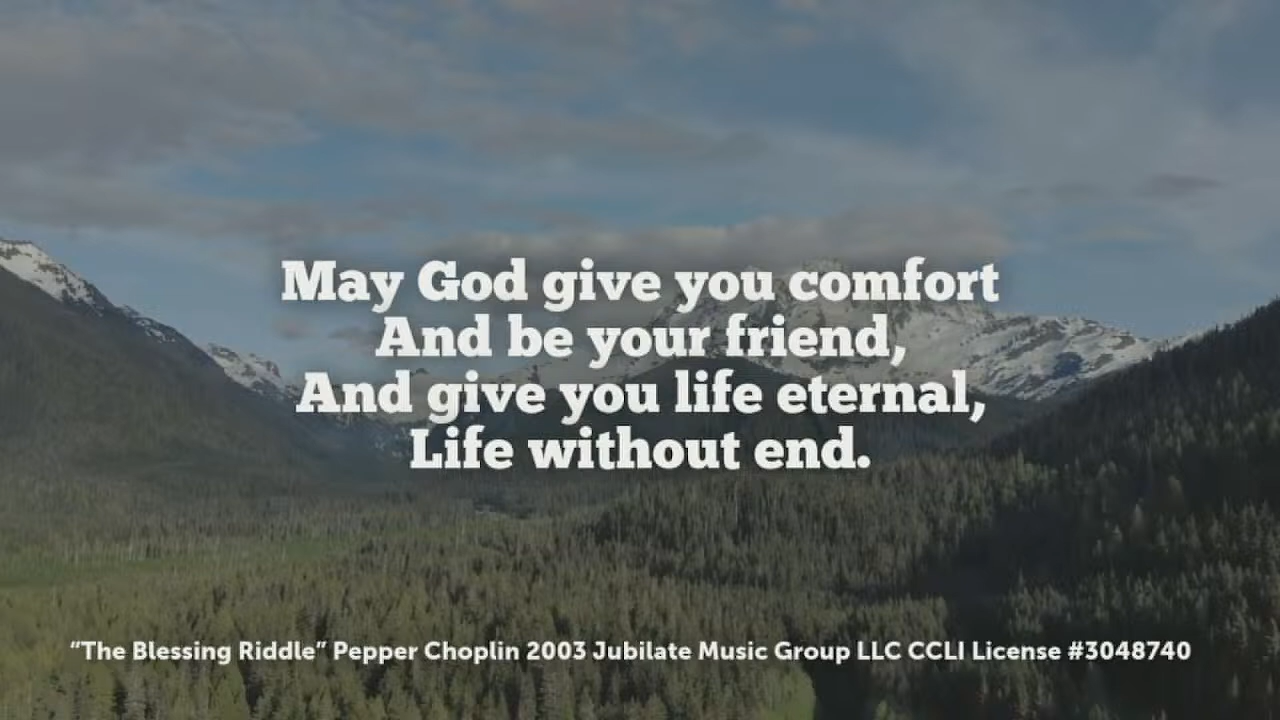 May God give you comfort
And be your friend,
And give you life eternal,
Life without end.
“The Blessing Riddle” Pepper Choplin 2003 Jubilate Music Group LLC CCLI License #3048740